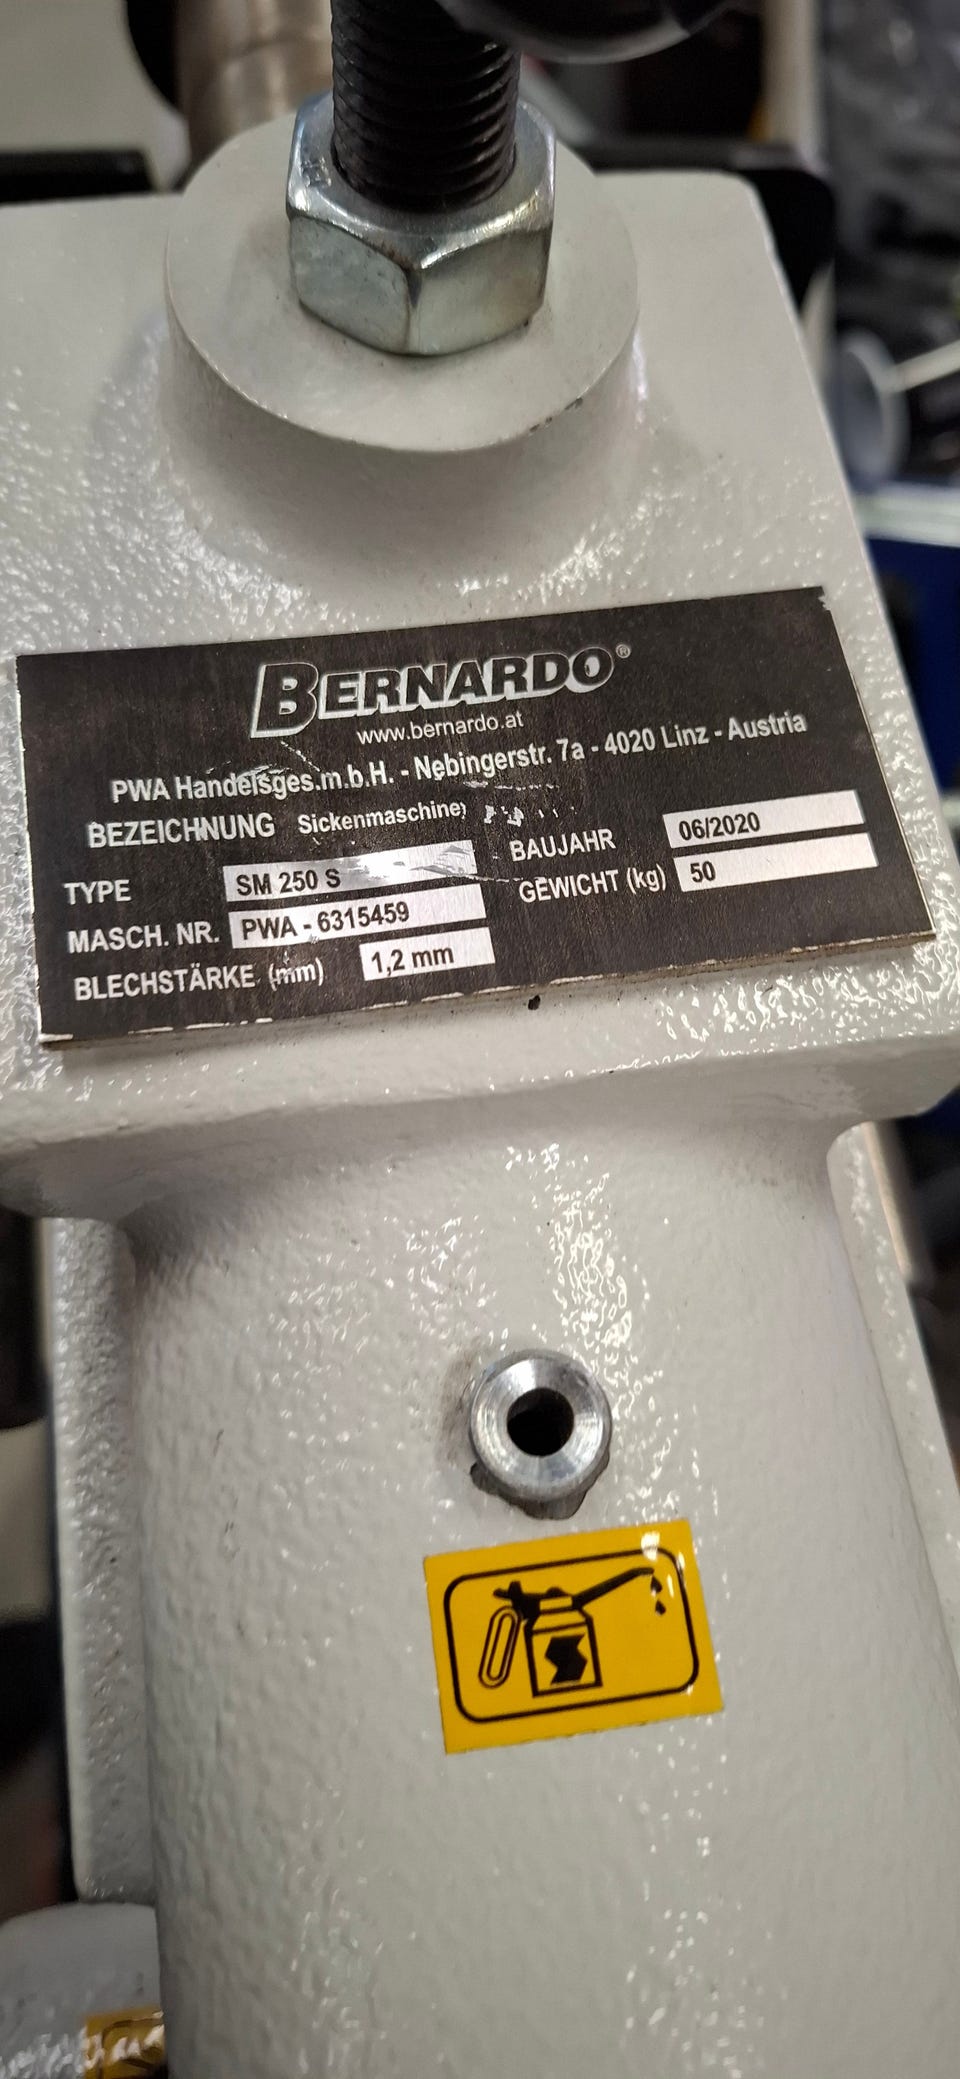 BERNARDO®
www.bernardo.at
PWA Handelsges.m.b.H. - Nebingerstr. 7a - 4020 Linz - Austria
BEZEICHNUNG Sickenmaschine
TYPE SM 250 S BAUJAHR 06/2020
MASCH. NR. PWA - 6315459 GEWICHT (kg) 50
BLECHSTÄRKE (mm) 1,2 mm